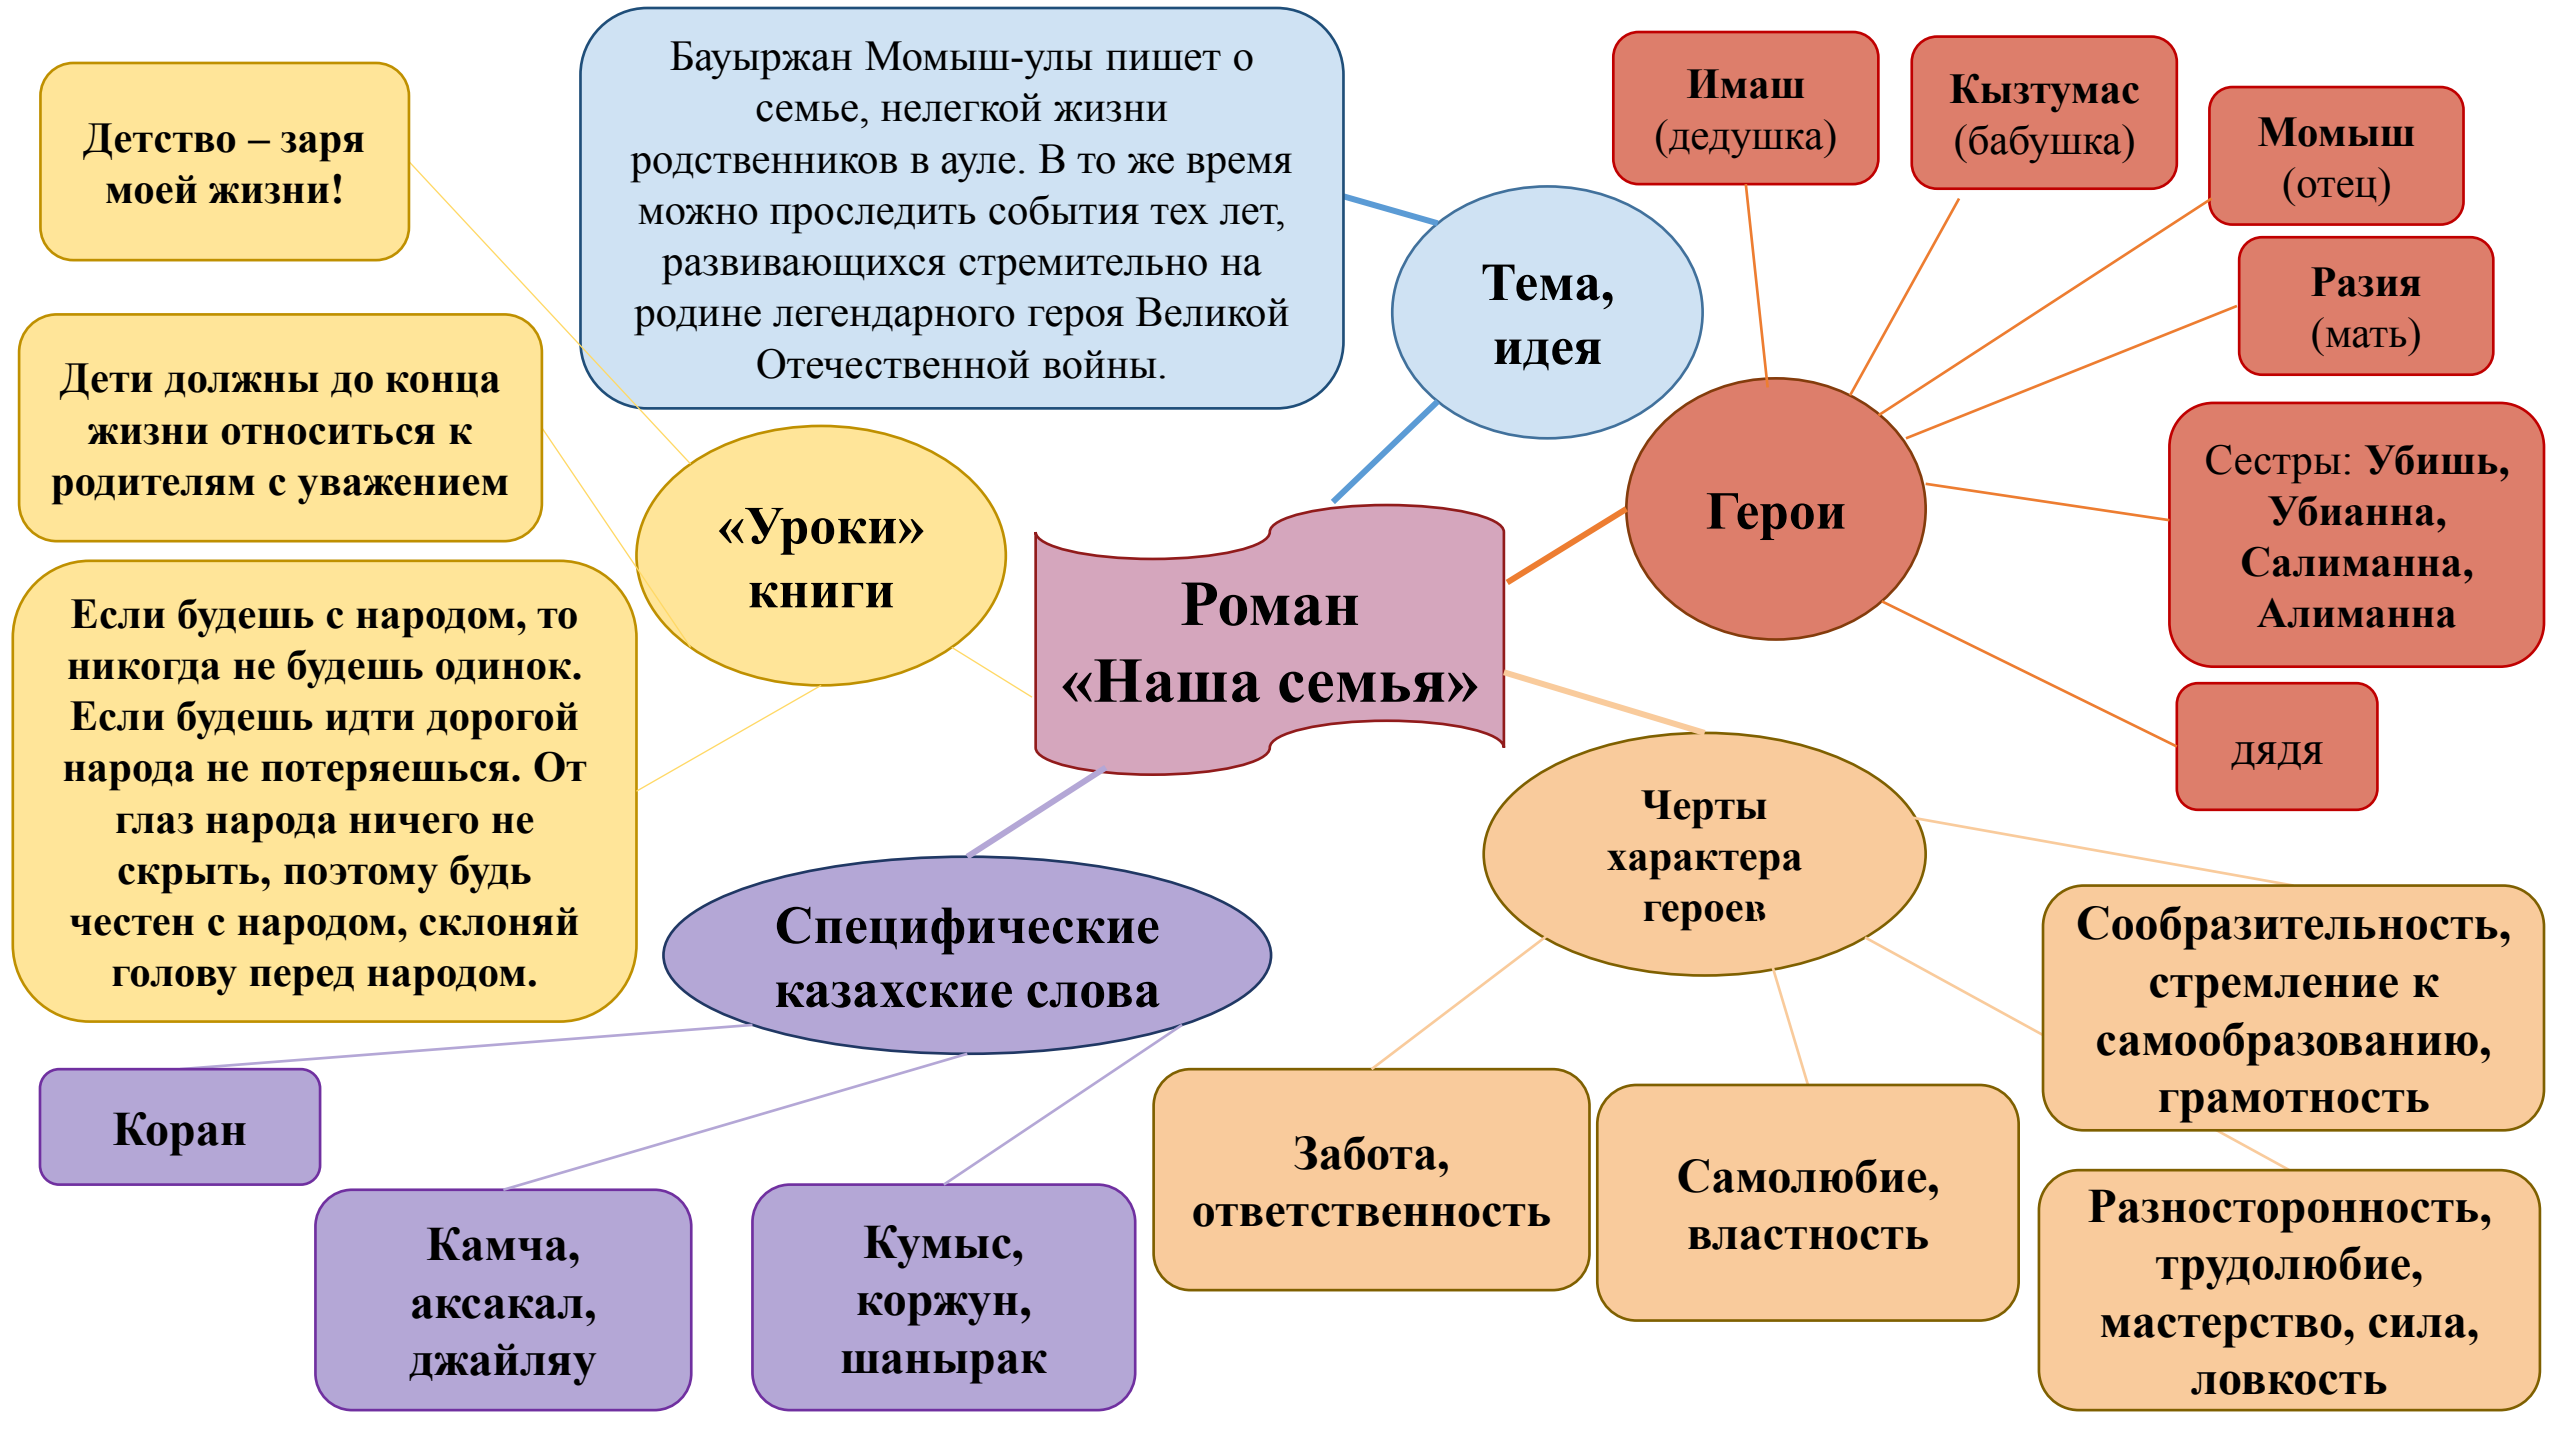 Роман
«Наша семья»
Тема,
идея
Бауыржан Момыш-улы пишет о
семье, нелегкой жизни
родственников в ауле. В то же время
можно проследить события тех лет,
развивающихся стремительно на
родине легендарного героя Великой
Отечественной войны.
Герои
Имаш
(дедушка)
Кызтумас
(бабушка)
Момыш
(отец)
Разия
(мать)
Сестры: Убишь,
Убианна,
Салиманна,
Алиманна
дядя
Черты
характера
героев
Сообразительность,
стремление к
самообразованию,
грамотность
Разносторонность,
трудолюбие,
мастерство, сила,
ловкость
Самолюбие,
властность
Забота,
ответственность
Специфические
казахские слова
Коран
Камча,
аксакал,
джайляу
Кумыс,
коржун,
шанырак
«Уроки»
книги
Детство – заря
моей жизни!
Дети должны до конца
жизни относиться к
родителям с уважением
Если будешь с народом, то
никогда не будешь одинок.
Если будешь идти дорогой
народа не потеряешься. От
глаз народа ничего не
скрыть, поэтому будь
честен с народом, склоняй
голову перед народом.